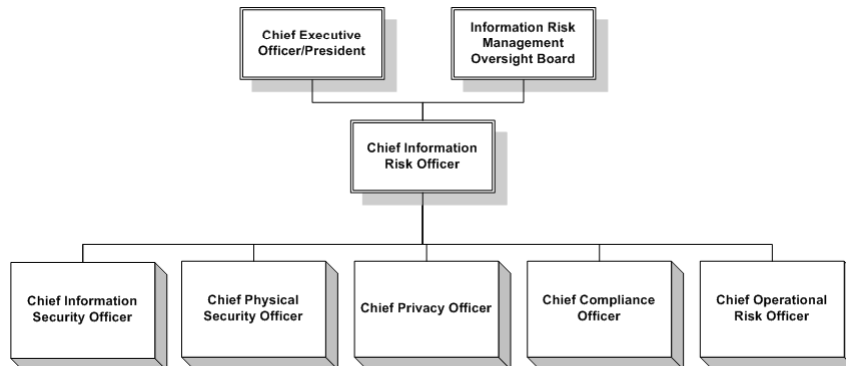 Chief Executive
Officer/President
Information Risk
Management
Oversight Board
Chief Information
Risk Officer
Chief Information
Security Officer
Chief Physical
Security Officer
Chief Privacy Officer
Chief Compliance
Officer
Chief Operational
Risk Officer